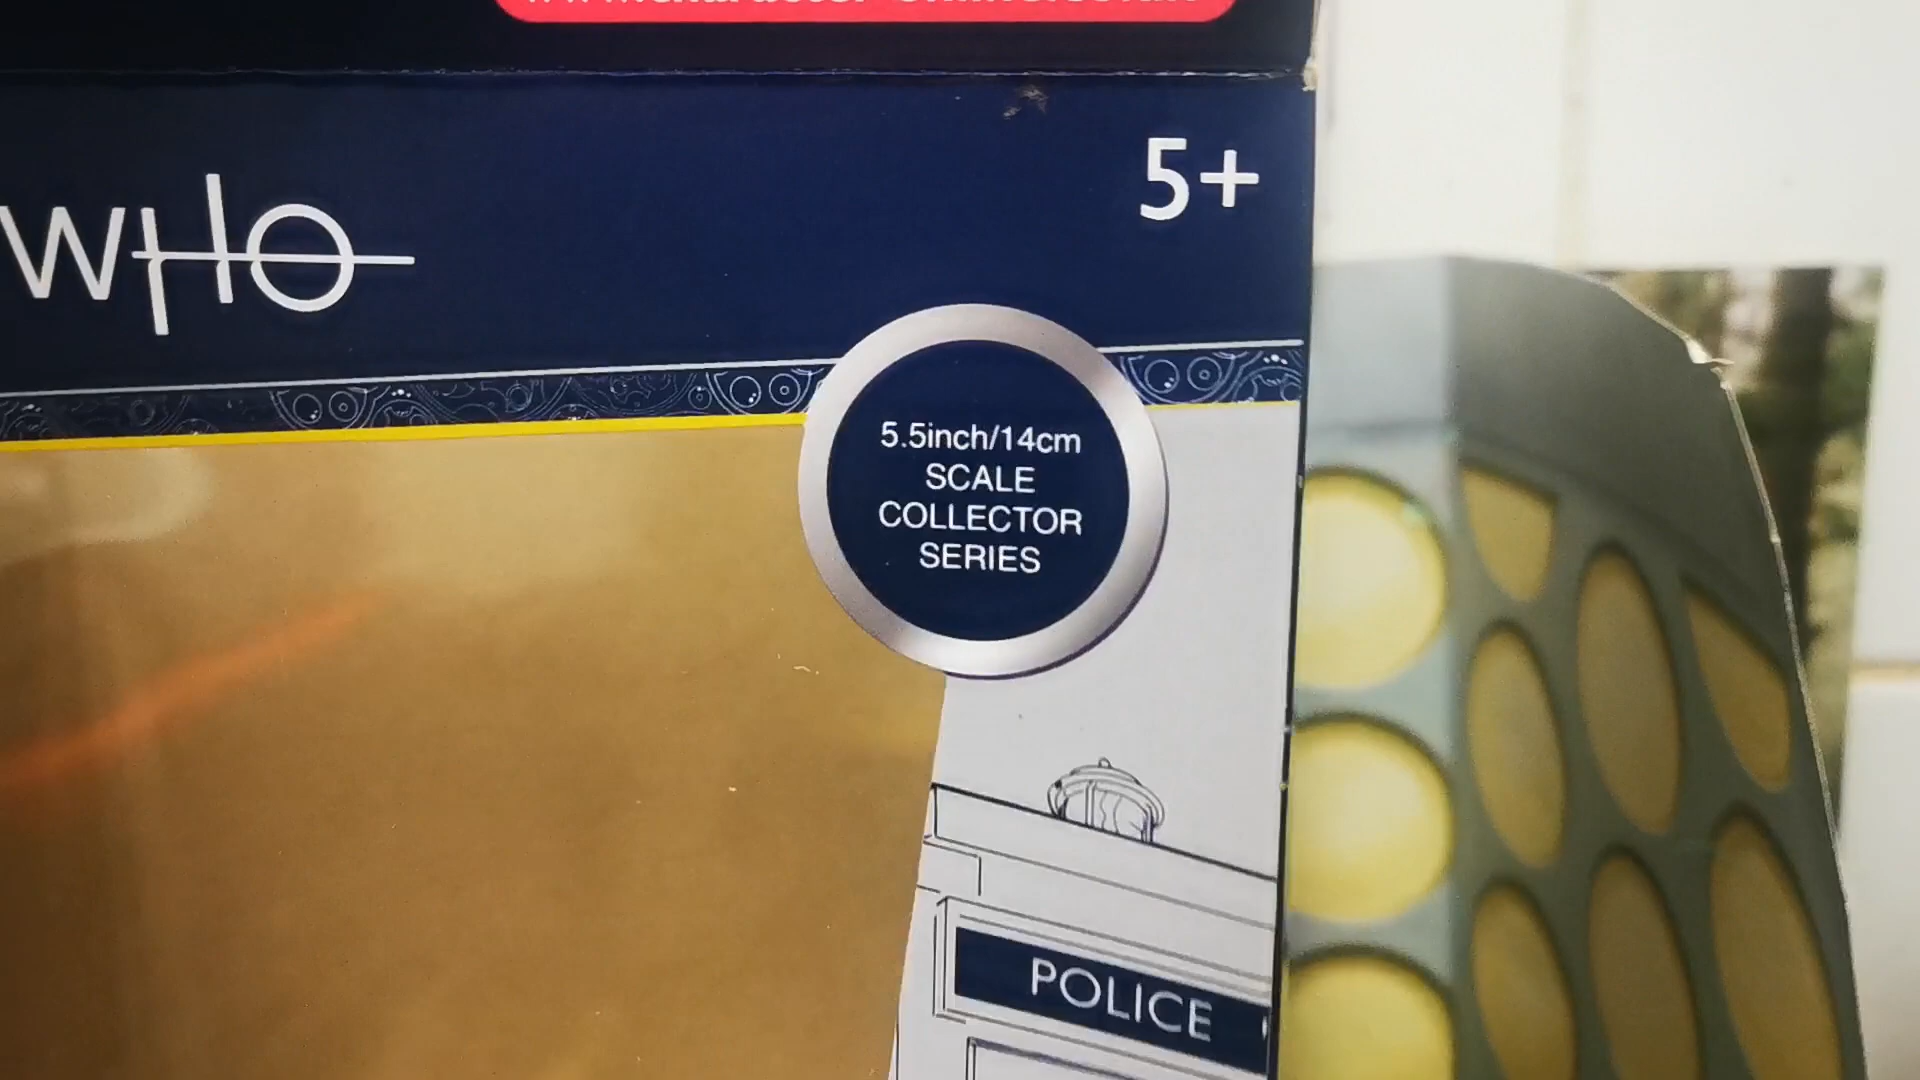 5+
WHO
5.5inch/14cm
SCALE
COLLECTOR
SERIES
POLICE